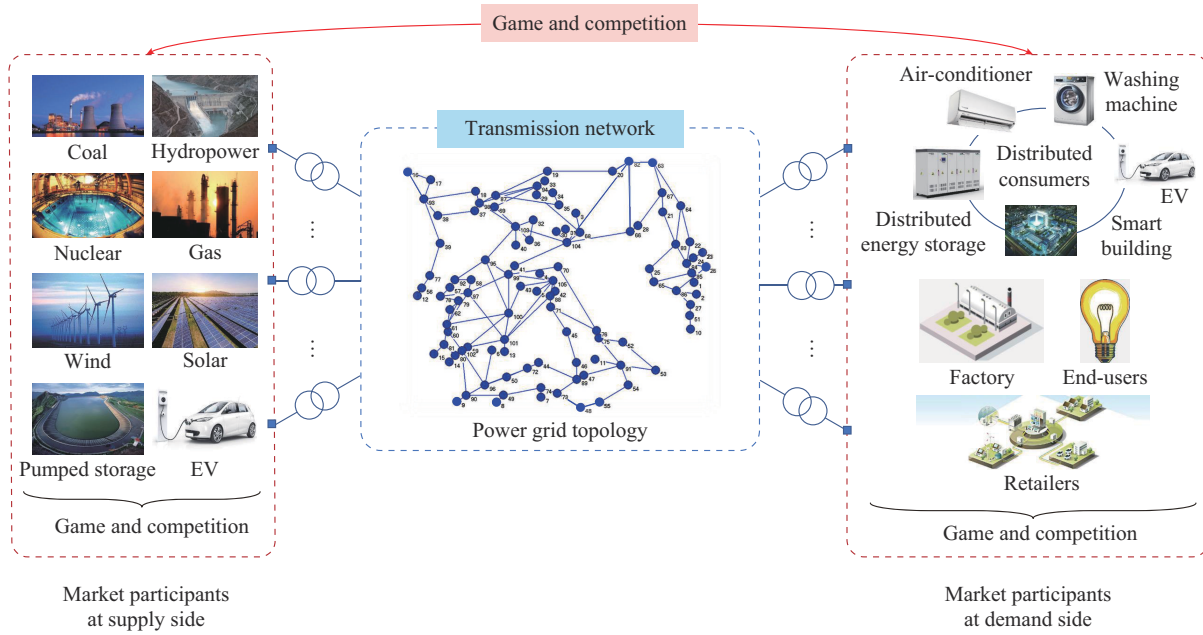 Game and competition
Coal
Hydropower
Nuclear
Gas
Wind
Solar
Pumped storage
EV
Game and competition
Market participants
at supply side
Transmission network
Power grid topology
Air-conditioner
Washing
machine
Distributed
consumers
EV
Distributed
energy storage
Smart
building
Factory
End-users
Retailers
Game and competition
Market participants
at demand side